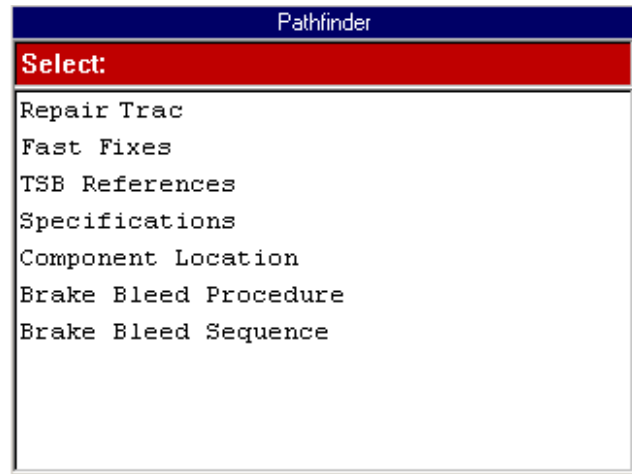 Pathfinder
Select:
Repair Trac
Fast Fixes
TSB References
Specifications
Component Location
Brake Bleed Procedure
Brake Bleed Sequence